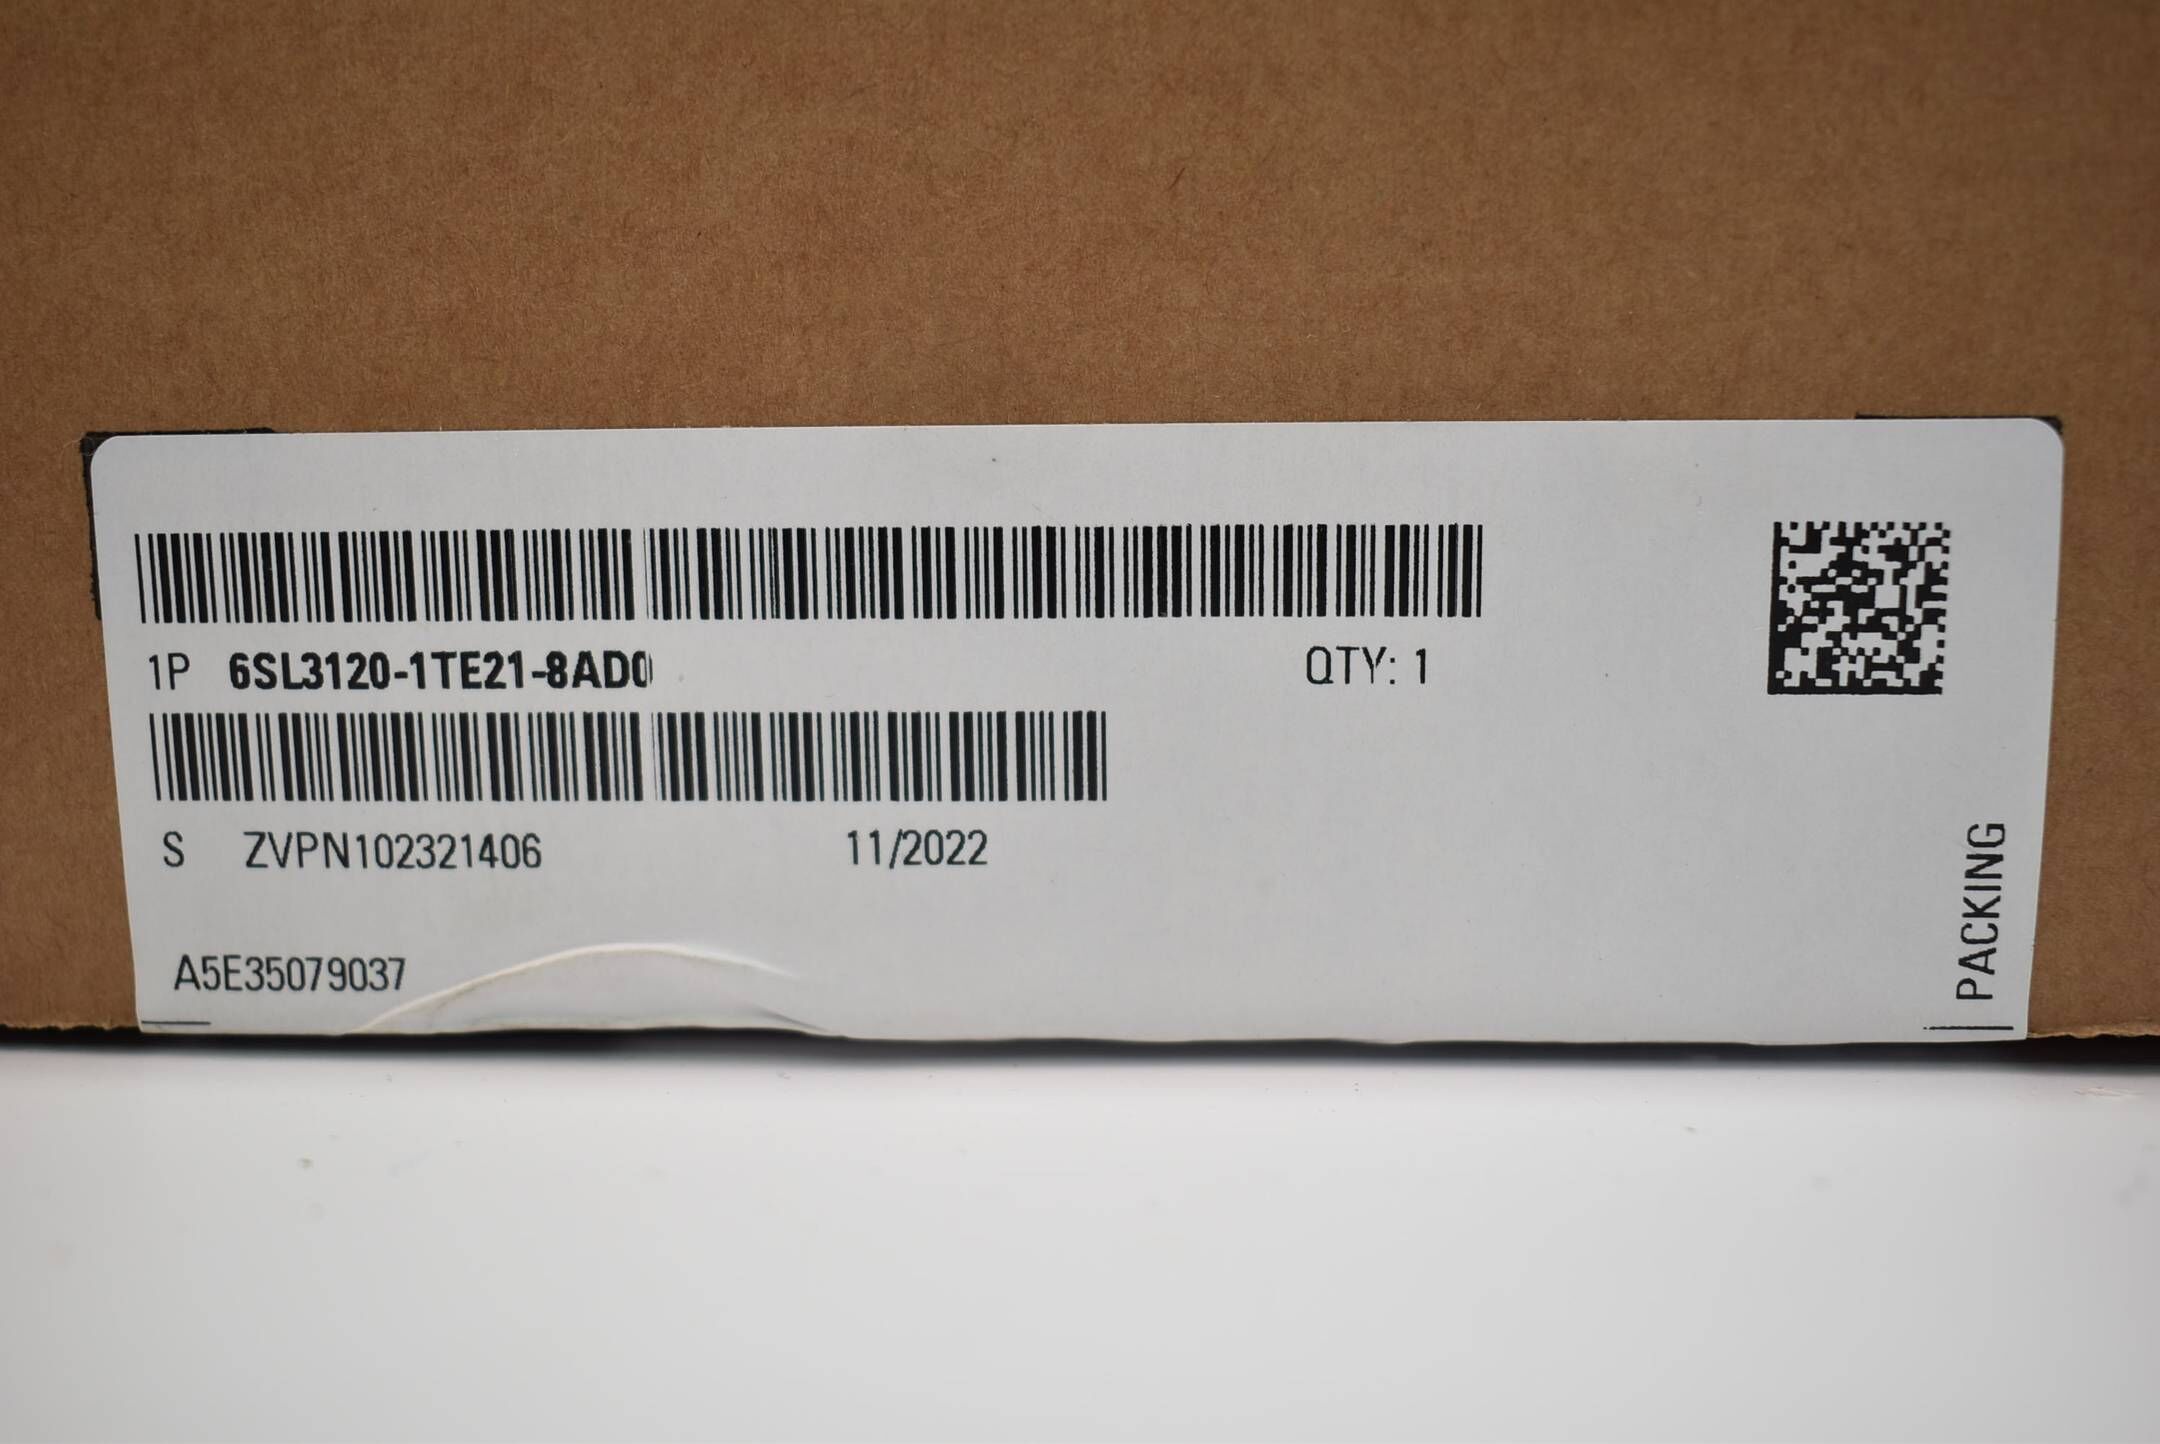 1P 6SL3120-1TE21-8AD0 QTY: 1
S ZVPN102321406 11/2022
A5E35079037
PACKING